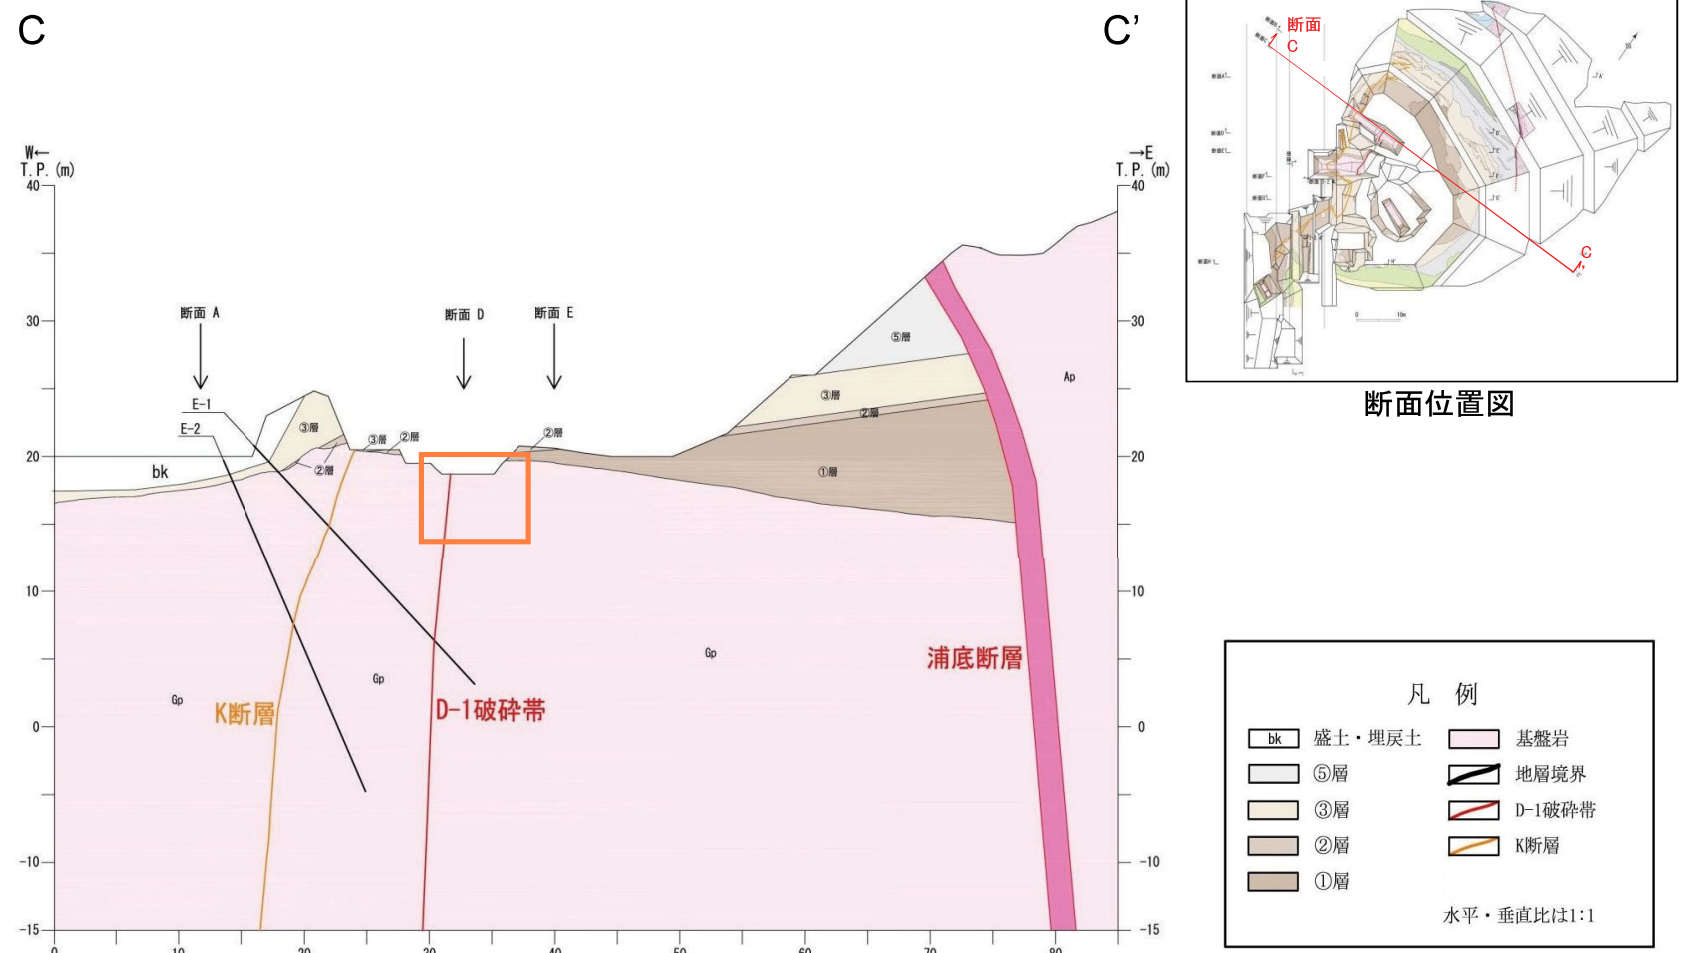 C
C’
W←
T.P.(m)
→E
T.P.(m)
40
30
20
10
0
-10
-15
40
30
20
10
0
-10
-15
0
10
20
30
40
50
60
70
80
断面 A
断面 D
断面 E
E-1
E-2
bk
③層
②層
③層
②層
②層
⑤層
③層
②層
①層
Ap
Gp
Gp
Gp
K断層
D-1破砕帯
浦底断層
断面
C
C’
0
10m
断面位置図
凡 例
bk 盛土・埋戻土
基盤岩
⑤層
地層境界
③層
D-1破砕帯
②層
K断層
①層
水平・垂直比は1:1